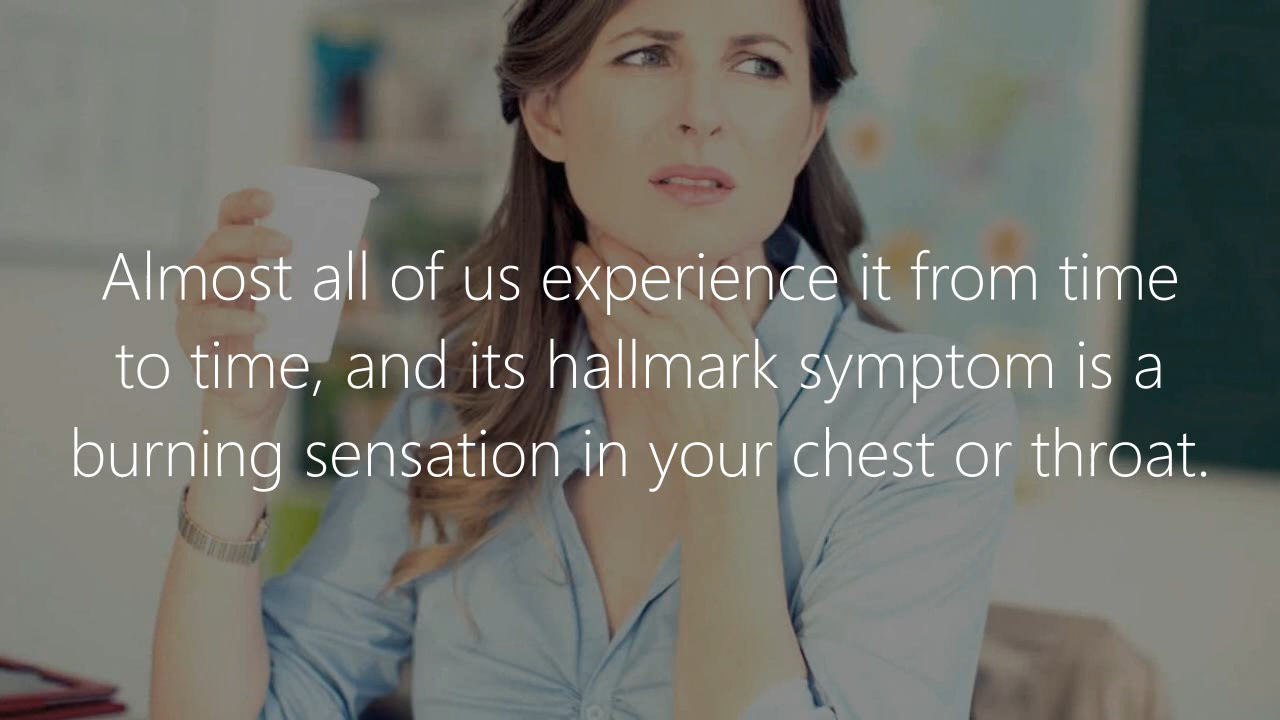 Almost all of us experience it from time
to time, and its hallmark symptom is a
burning sensation in your chest or throat.